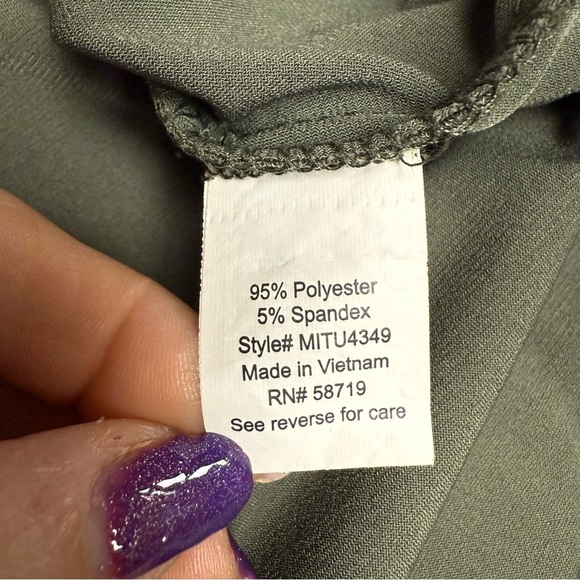 95% Polyester
5% Spandex
Style# MITU4349
Made in Vietnam
RN# 58719
See reverse for care